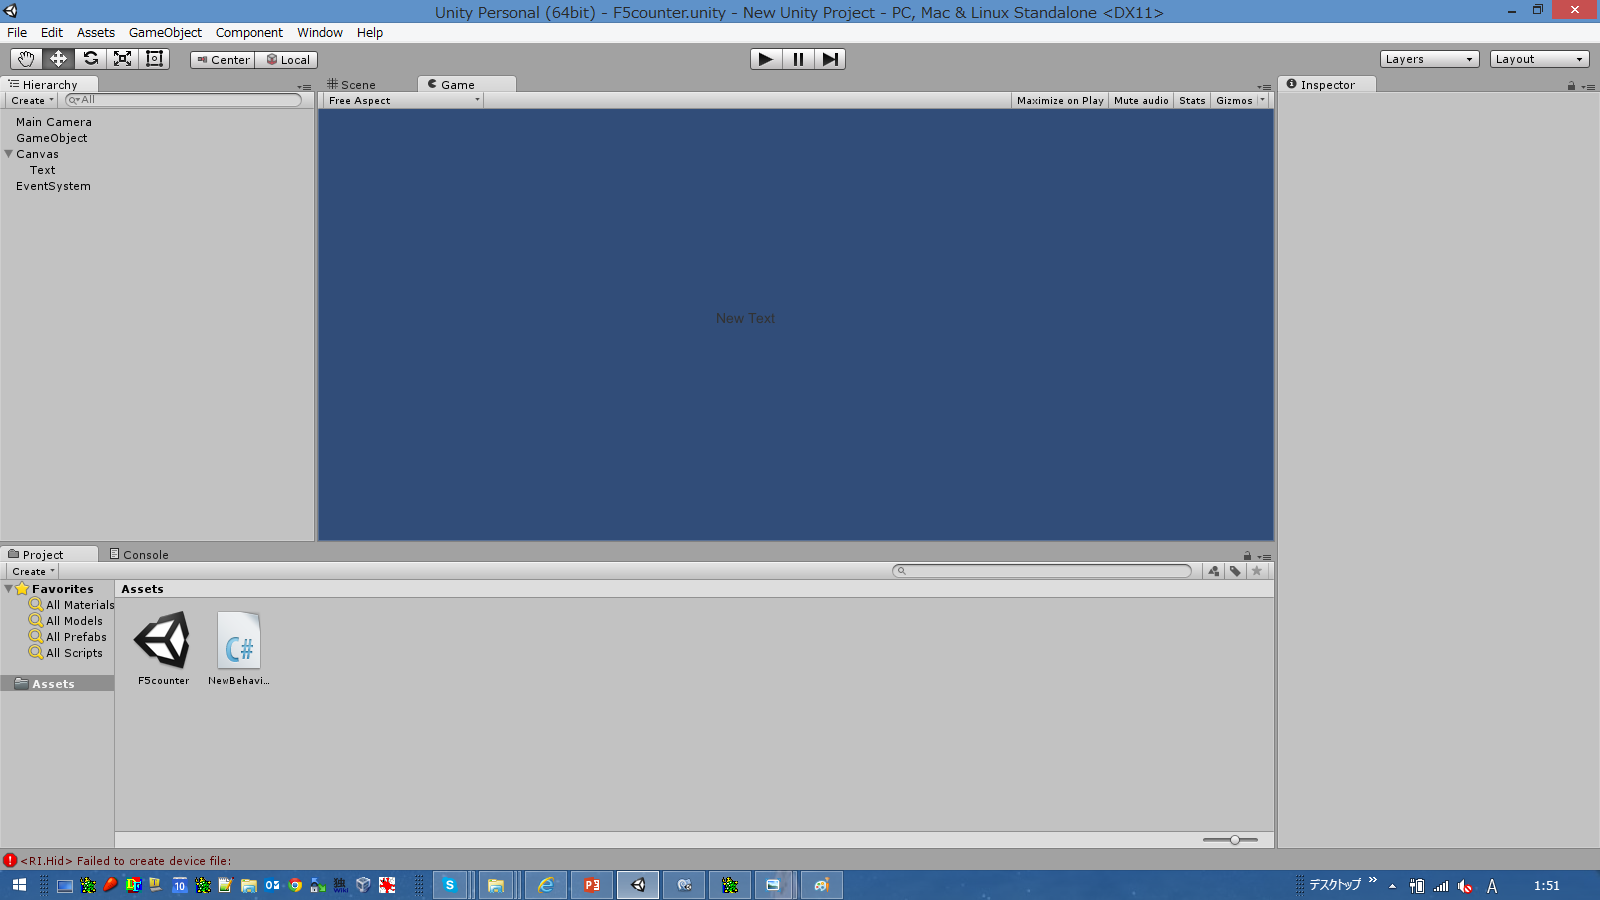 Unity Personal (64bit) - F5counter.unity - New Unity Project - PC, Mac & Linux Standalone <DX11>
File Edit Assets GameObject Component Window Help
Center Local Layers Layout
Hierarchy Scene Game Inspector
Create All Free Aspect Maximize on Play Mute audio Stats Gizmos
Main Camera
GameObject
Canvas
Text
EventSystem
New Text
Project Console
Create
Favorites Assets
All Materials
All Models
All Prefabs
All Scripts
Assets
F5counter NewBehavi...
C#
<RI.Hid> Failed to create device file:
デスクトップ A 1:51